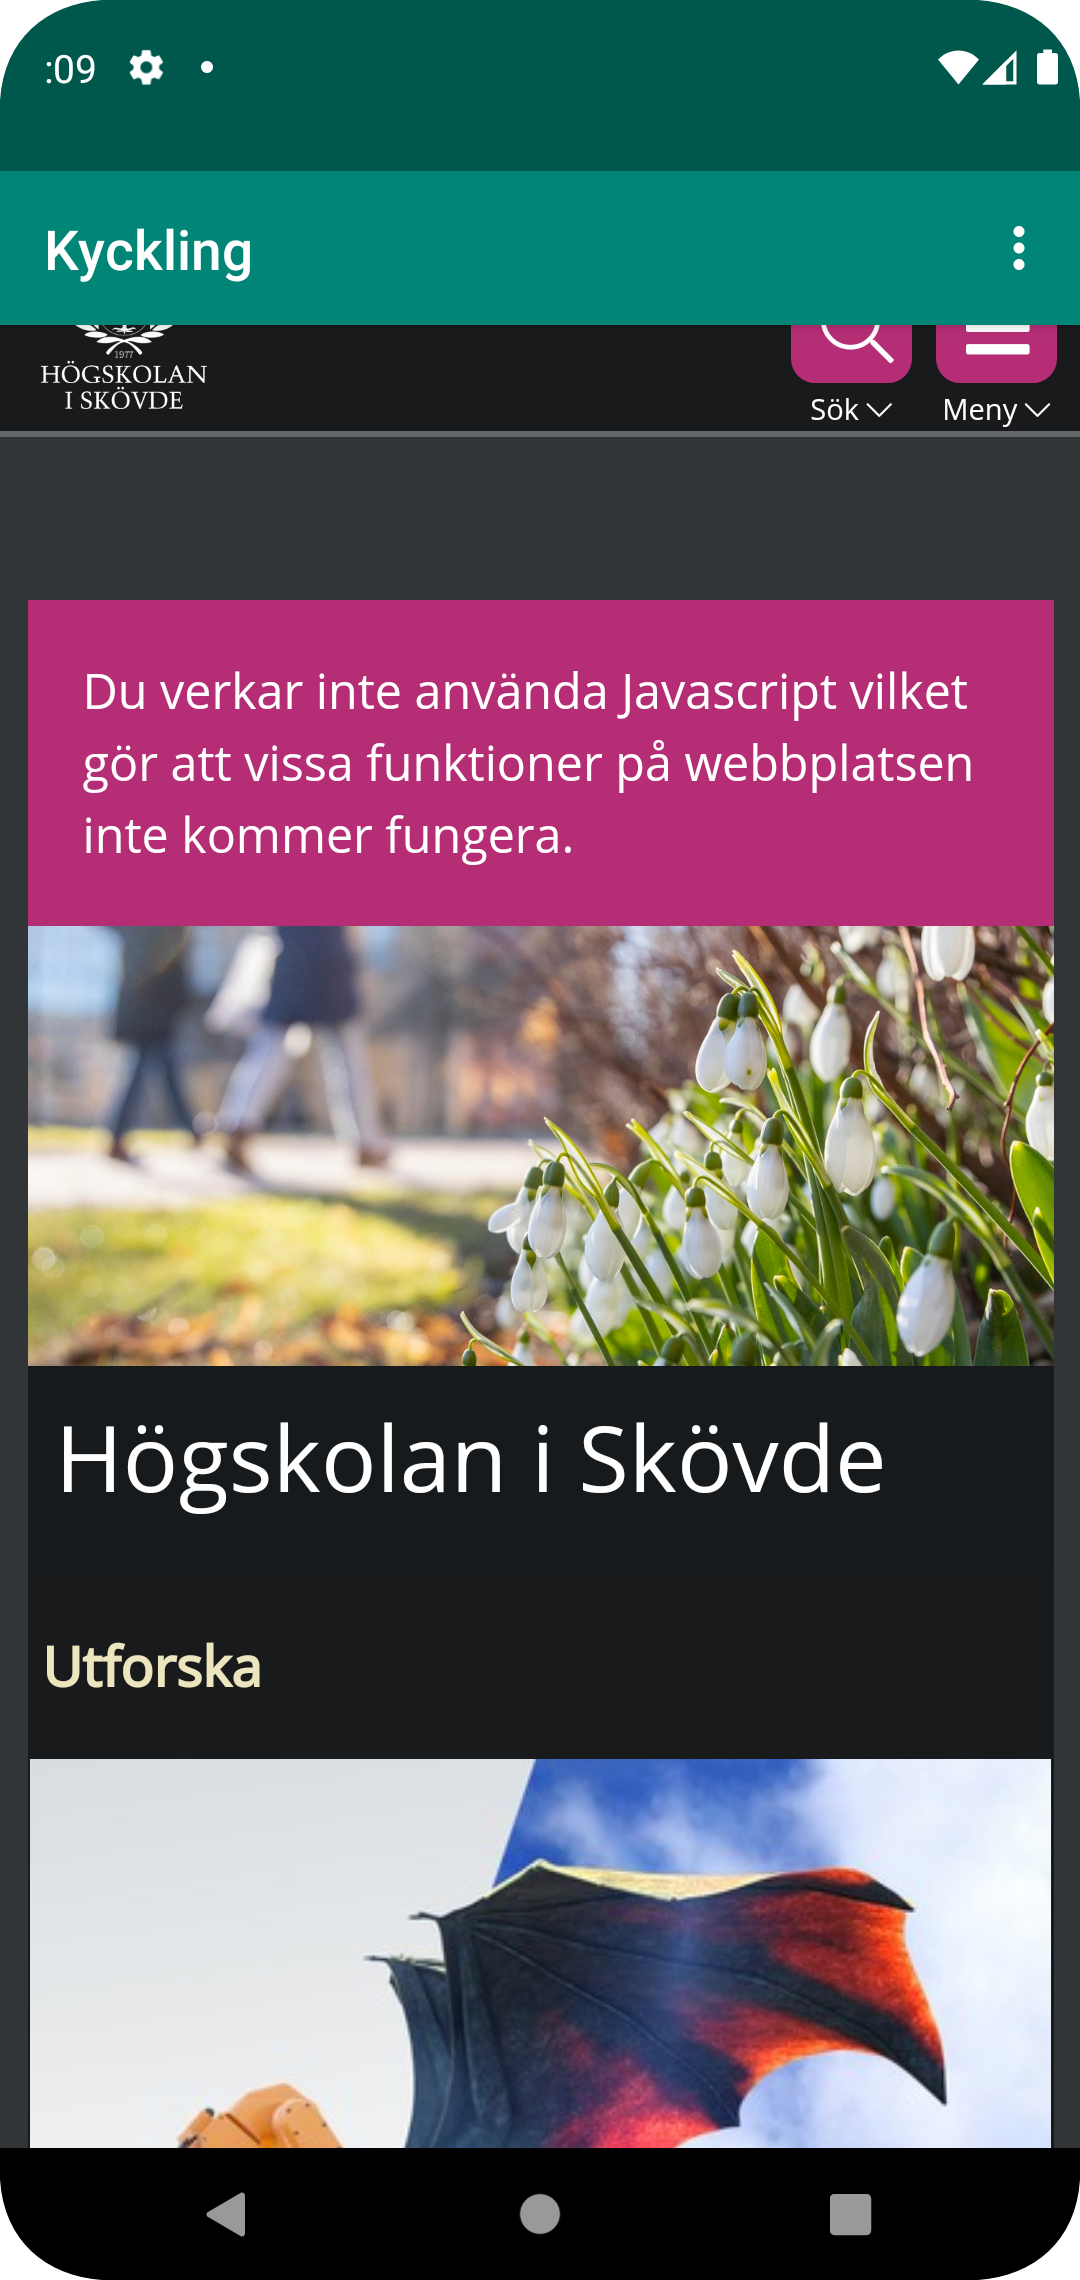 :09
Kyckling
1977
HÖGSKOLAN
I SKÖVDE
Sök
Meny
Du verkar inte använda Javascript vilket
gör att vissa funktioner på webbplatsen
inte kommer fungera.
Högskolan i Skövde
Utforska